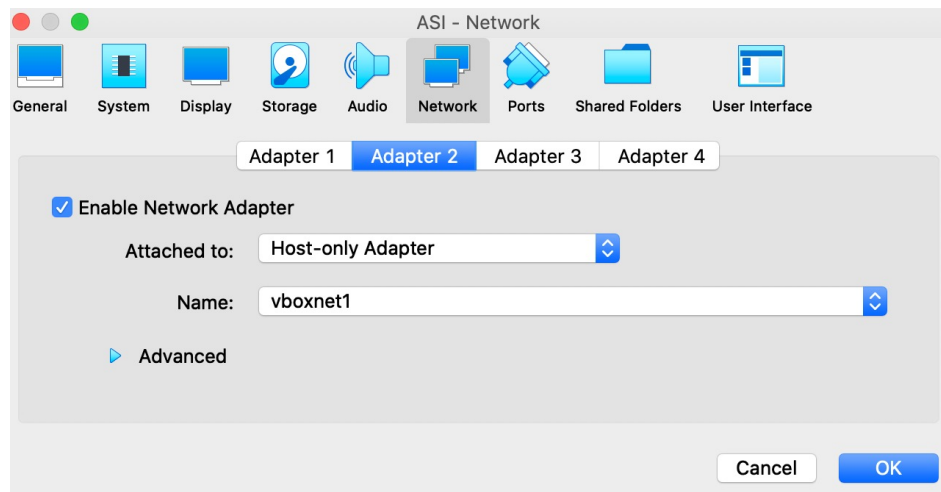 ASI - Network
General System Display Storage Audio Network Ports Shared Folders User Interface
Adapter 1 Adapter 2 Adapter 3 Adapter 4
Enable Network Adapter
Attached to: Host-only Adapter
Name: vboxnet1
Advanced
Cancel OK